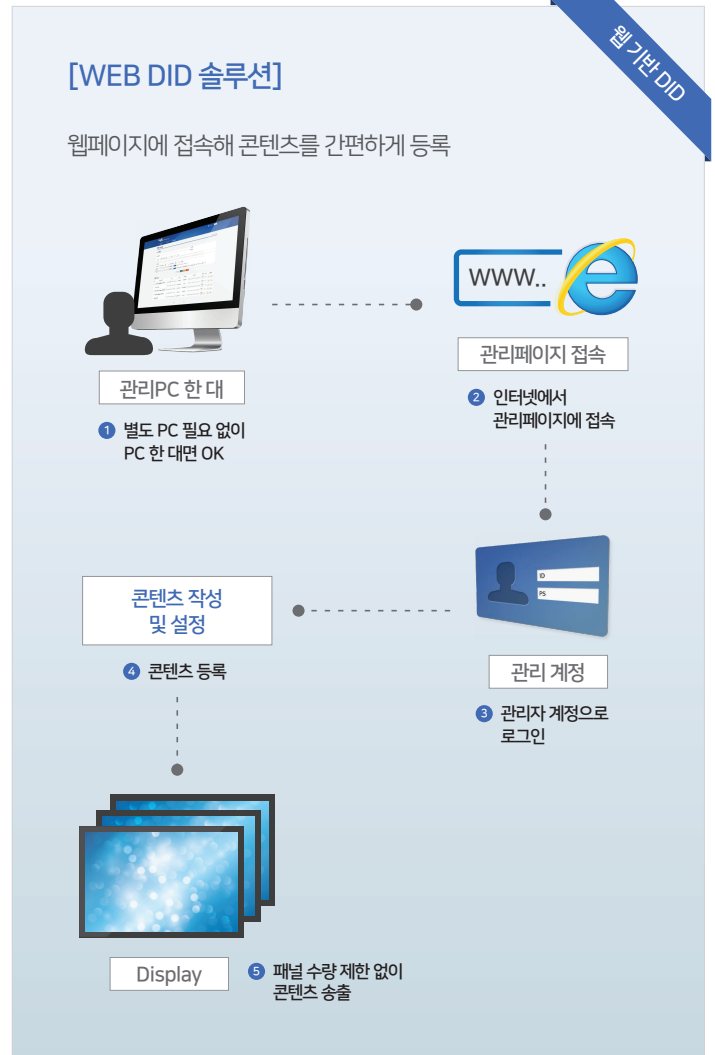 웹 기반 DID
[WEB DID 솔루션]
웹페이지에 접속해 콘텐츠를 간편하게 등록
WWW..
관리PC 한 대
1 별도 PC 필요 없이
PC 한 대면 OK
관리페이지 접속
2 인터넷에서
관리페이지에 접속
ID
PS
관리 계정
3 관리자 계정으로
로그인
콘텐츠 작성
및 설정
4 콘텐츠 등록
Display
5 패널 수량 제한 없이
콘텐츠 송출